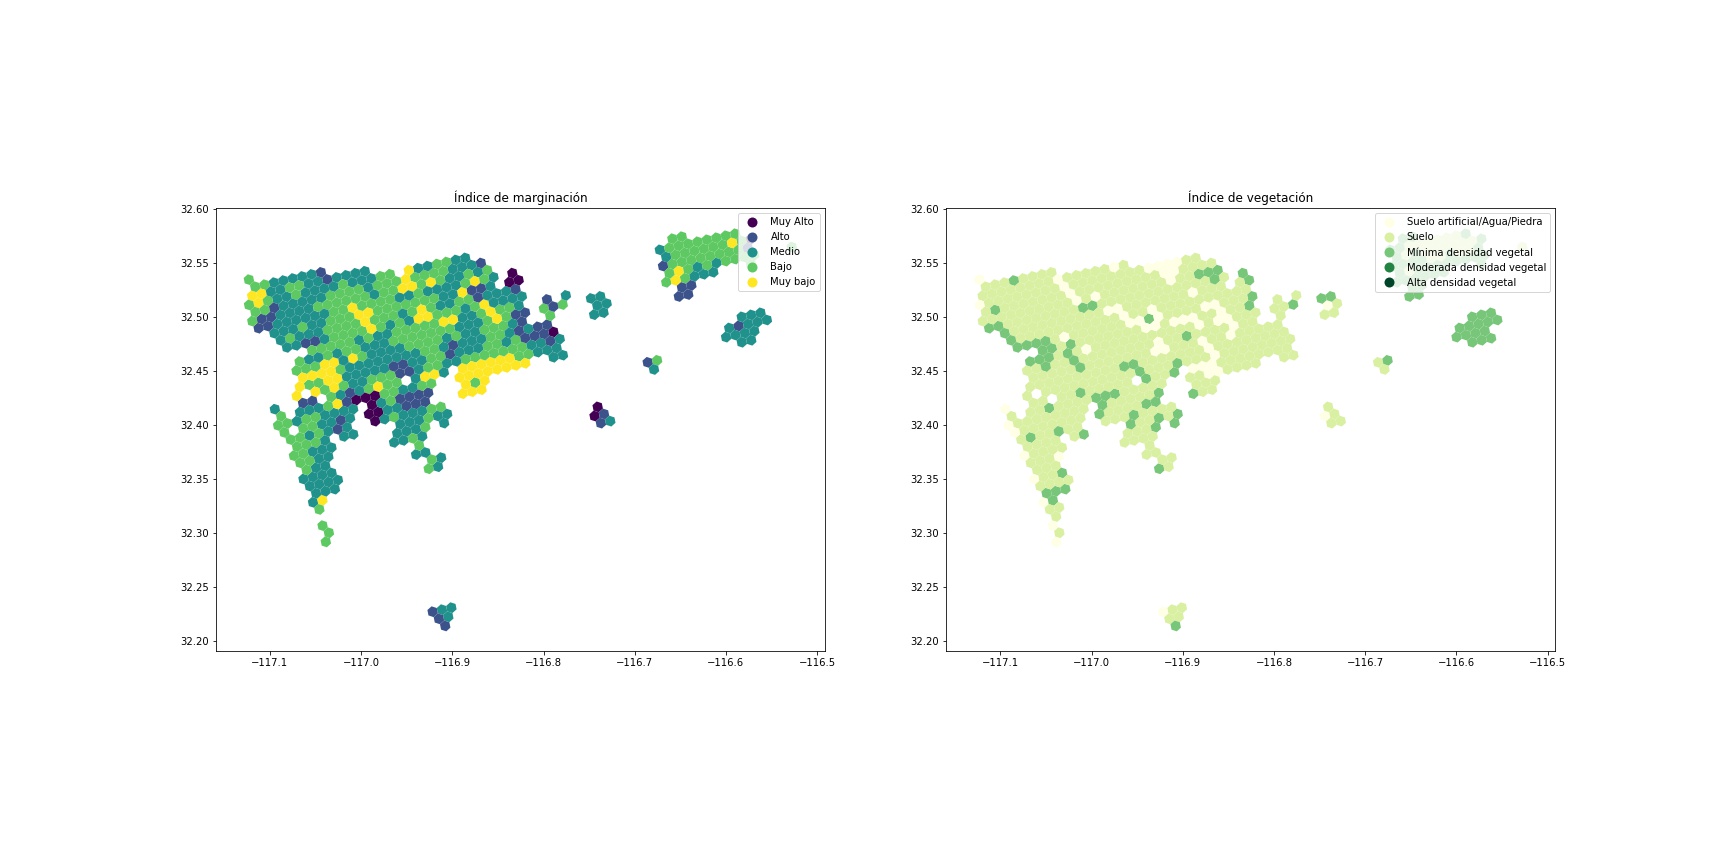 Índice de marginación
32.60
32.55
32.50
32.45
32.40
32.35
32.30
32.25
32.20
−117.1
−117.0
−116.9
−116.8
−116.7
−116.6
−116.5
Muy Alto
Alto
Medio
Bajo
Muy bajo
Índice de vegetación
32.60
32.55
32.50
32.45
32.40
32.35
32.30
32.25
32.20
−117.1
−117.0
−116.9
−116.8
−116.7
−116.6
−116.5
Suelo artificial/Agua/Piedra
Suelo
Mínima densidad vegetal
Moderada densidad vegetal
Alta densidad vegetal